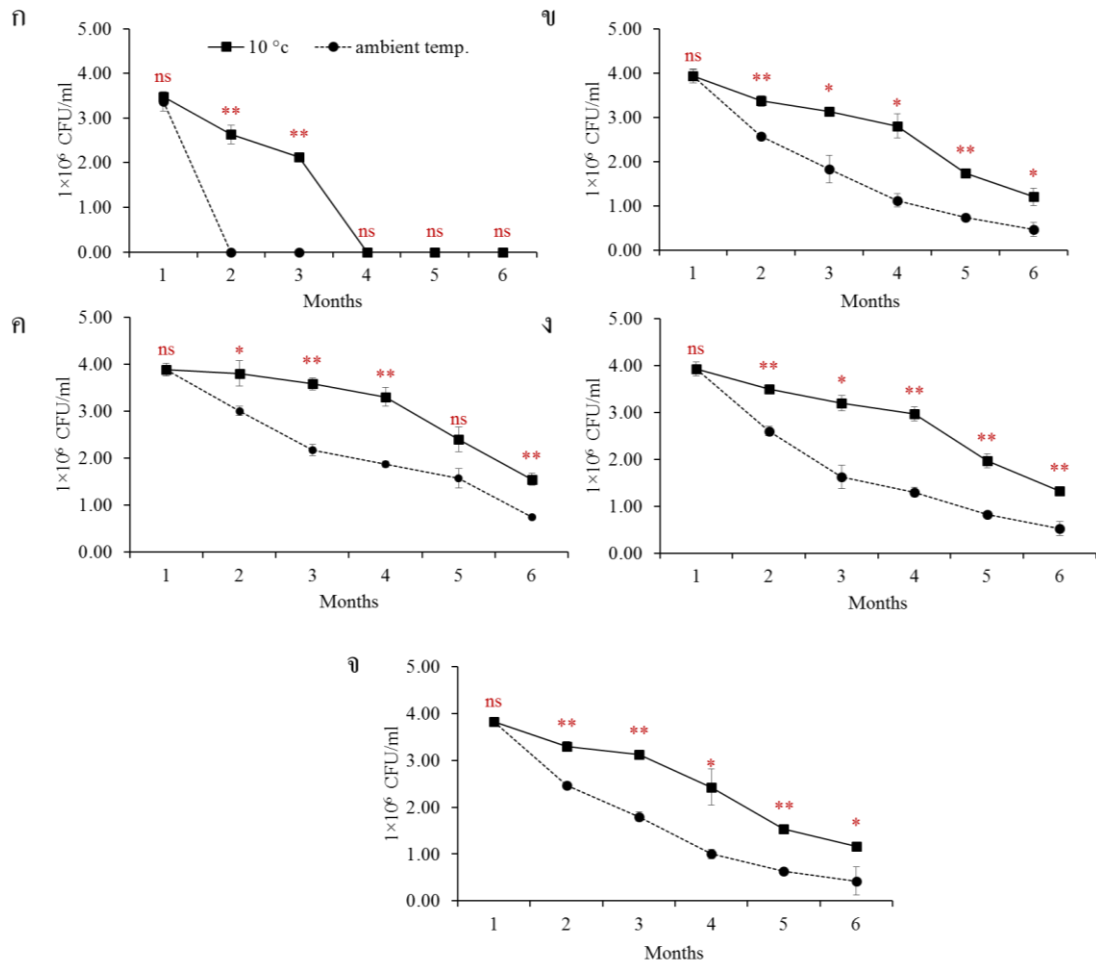 ก
5.00
4.00
3.00
2.00
1.00
0.00
1×10⁶ CFU/ml
10 °c
ambient temp.
ns
**
**
ns
ns
ns
1 2 3 4 5 6
Months
ข
5.00
4.00
3.00
2.00
1.00
0.00
1×10⁶ CFU/ml
ns
**
*
*
**
*
1 2 3 4 5 6
Months
ค
5.00
4.00
3.00
2.00
1.00
0.00
1×10⁶ CFU/ml
ns
*
**
**
ns
**
1 2 3 4 5 6
Months
ง
5.00
4.00
3.00
2.00
1.00
0.00
1×10⁶ CFU/ml
ns
**
*
**
**
**
1 2 3 4 5 6
Months
จ
5.00
4.00
3.00
2.00
1.00
0.00
1×10⁶ CFU/ml
ns
**
**
*
**
*
1 2 3 4 5 6
Months